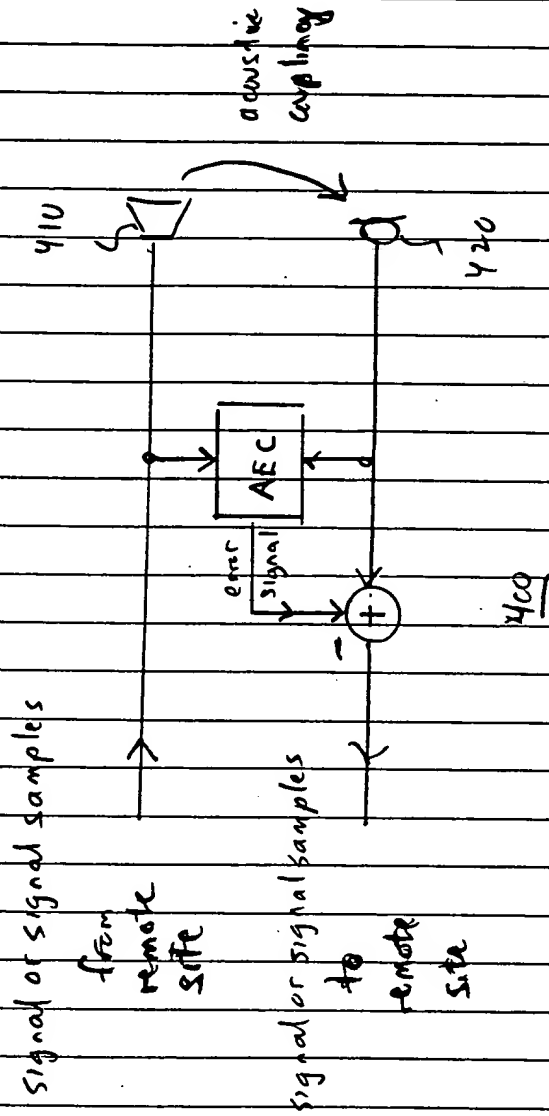 signal or signal samples
from
remote
site
signal or signal samples
to
remote
site
error
signal
AEC
-
+
410
420
acoustic
coupling
400